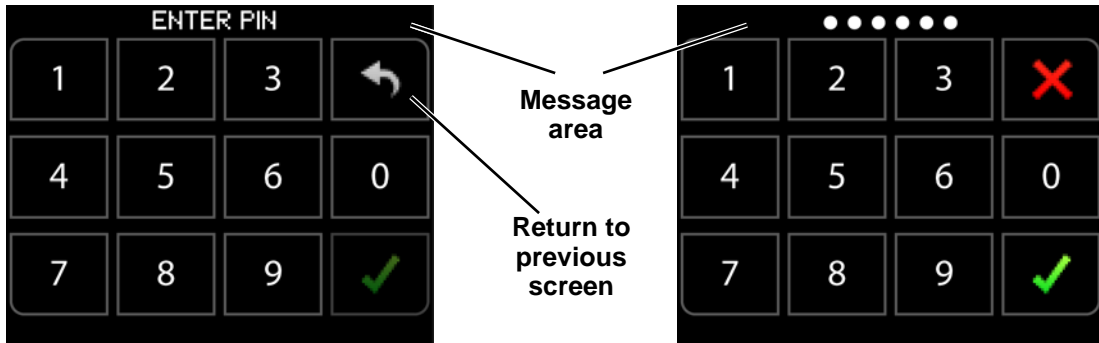 ENTER PIN
1 2 3
4 5 6 0
7 8 9
Message
area
Return to
previous
screen
1 2 3
4 5 6 0
7 8 9